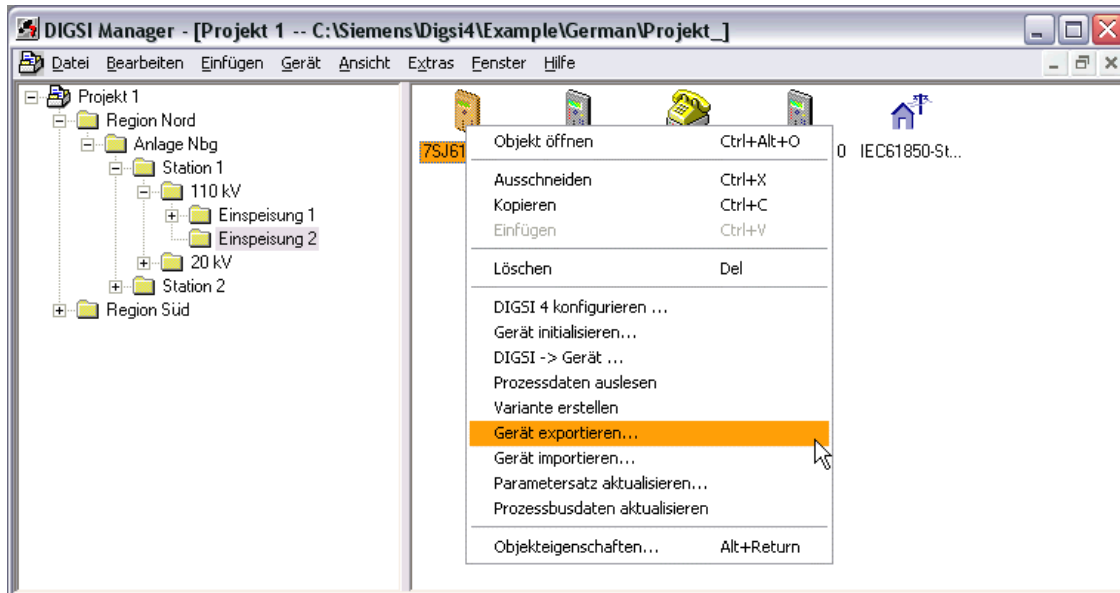 DIGSI Manager - [Projekt 1 -- C:\Siemens\Digsi4\Example\German\Projekt_]
Datei Bearbeiten Einfügen Gerät Ansicht Extras Fenster Hilfe
Projekt 1
Region Nord
Anlage Nbg
Station 1
110 kV
Einspeisung 1
Einspeisung 2
20 kV
Station 2
Region Süd
7SJ61
0 IEC61850-St...
Objekt öffnen Ctrl+Alt+O
Ausschneiden Ctrl+X
Kopieren Ctrl+C
Einfügen Ctrl+V
Löschen Del
DIGSI 4 konfigurieren ...
Gerät initialisieren...
DIGSI -> Gerät ...
Prozessdaten auslesen
Variante erstellen
Gerät exportieren...
Gerät importieren...
Parametersatz aktualisieren...
Prozessbusdaten aktualisieren
Objekteigenschaften... Alt+Return